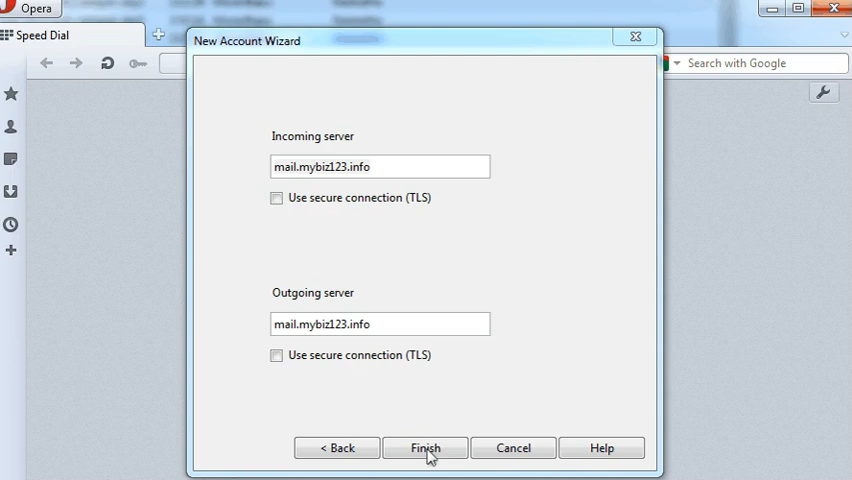 Opera
Speed Dial
New Account Wizard
Search with Google
Incoming server
mail.mybiz123.info
Use secure connection (TLS)
Outgoing server
mail.mybiz123.info
Use secure connection (TLS)
< Back
Finish
Cancel
Help